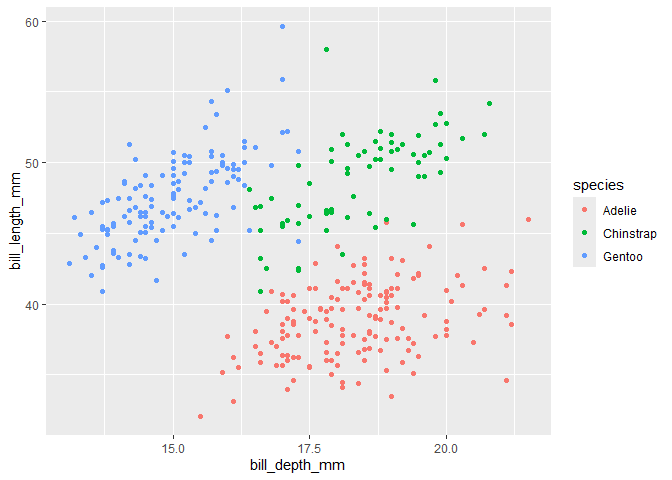 60
50
40
bill_length_mm
15.0
17.5
20.0
bill_depth_mm
species
Adelie
Chinstrap
Gentoo